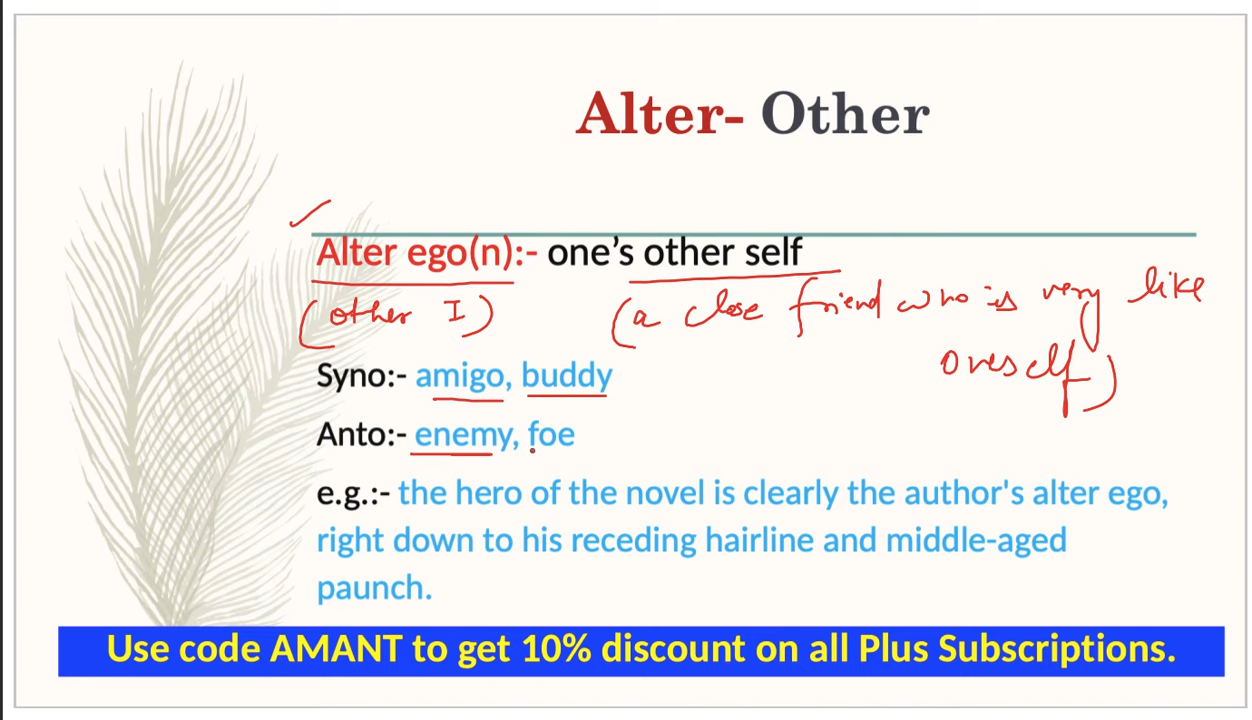 Alter- Other
Alter ego(n):- one's other self
(other I)
(a close friend who is very like
oneself)
Syno:- amigo, buddy
Anto:- enemy, foe
e.g.:- the hero of the novel is clearly the author's alter ego,
right down to his receding hairline and middle-aged
paunch.
Use code AMANT to get 10% discount on all Plus Subscriptions.